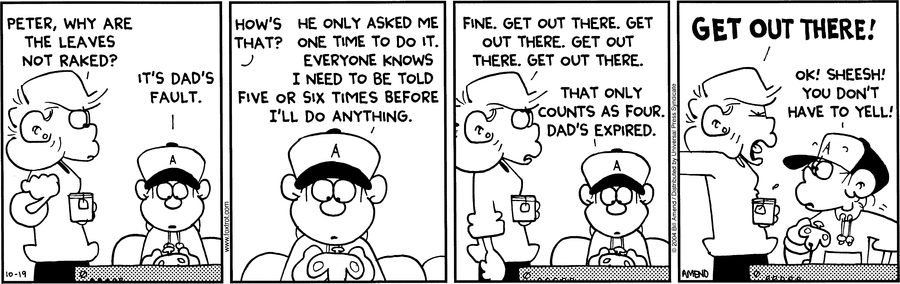 PETER, WHY ARE
THE LEAVES
NOT RAKED?
IT'S DAD'S
FAULT.
10-19
A
www.foxtrot.com
HOW'S
THAT?
HE ONLY ASKED ME
ONE TIME TO DO IT.
EVERYONE KNOWS
I NEED TO BE TOLD
FIVE OR SIX TIMES BEFORE
I'LL DO ANYTHING.
A
FINE. GET OUT THERE. GET
OUT THERE. GET OUT
THERE. GET OUT THERE.
THAT ONLY
COUNTS AS FOUR.
DAD'S EXPIRED.
A
© 2004 Bill Amend / Distributed by Universal Press Syndicate
GET OUT THERE!
OK! SHEESH!
YOU DON'T
HAVE TO YELL!
A
AMEND